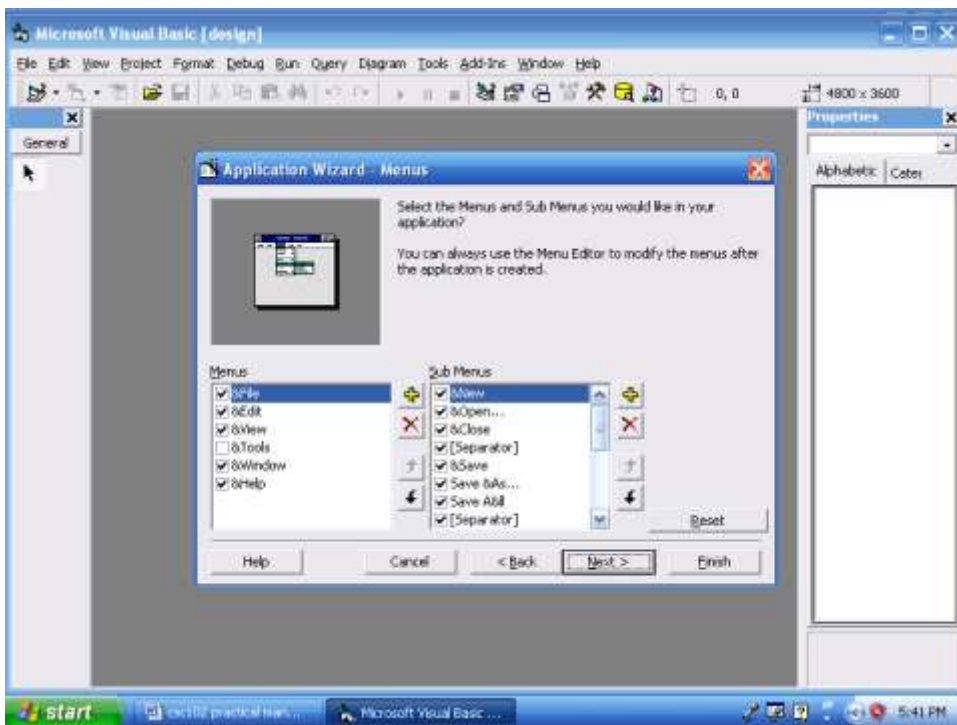 Microsoft Visual Basic [design]
File Edit View Project Format Debug Run Query Diagram Tools Add-Ins Window Help
0, 0 4800 x 3600
General
Properties
Alphabetic
Application Wizard - Menus
Select the Menus and Sub Menus you would like in your
application?
You can always use the Menu Editor to modify the menus after
the application is created.
Menus
&File
&Edit
&View
&Tools
&Window
&Help
Sub Menus
&New
&Open...
&Close
[Separator]
&Save
Save &As...
Save A&ll
[Separator]
Reset
Help Cancel < Back Next > Finish
start csc102 practical Microsoft Visual Basic ... 5:41 PM